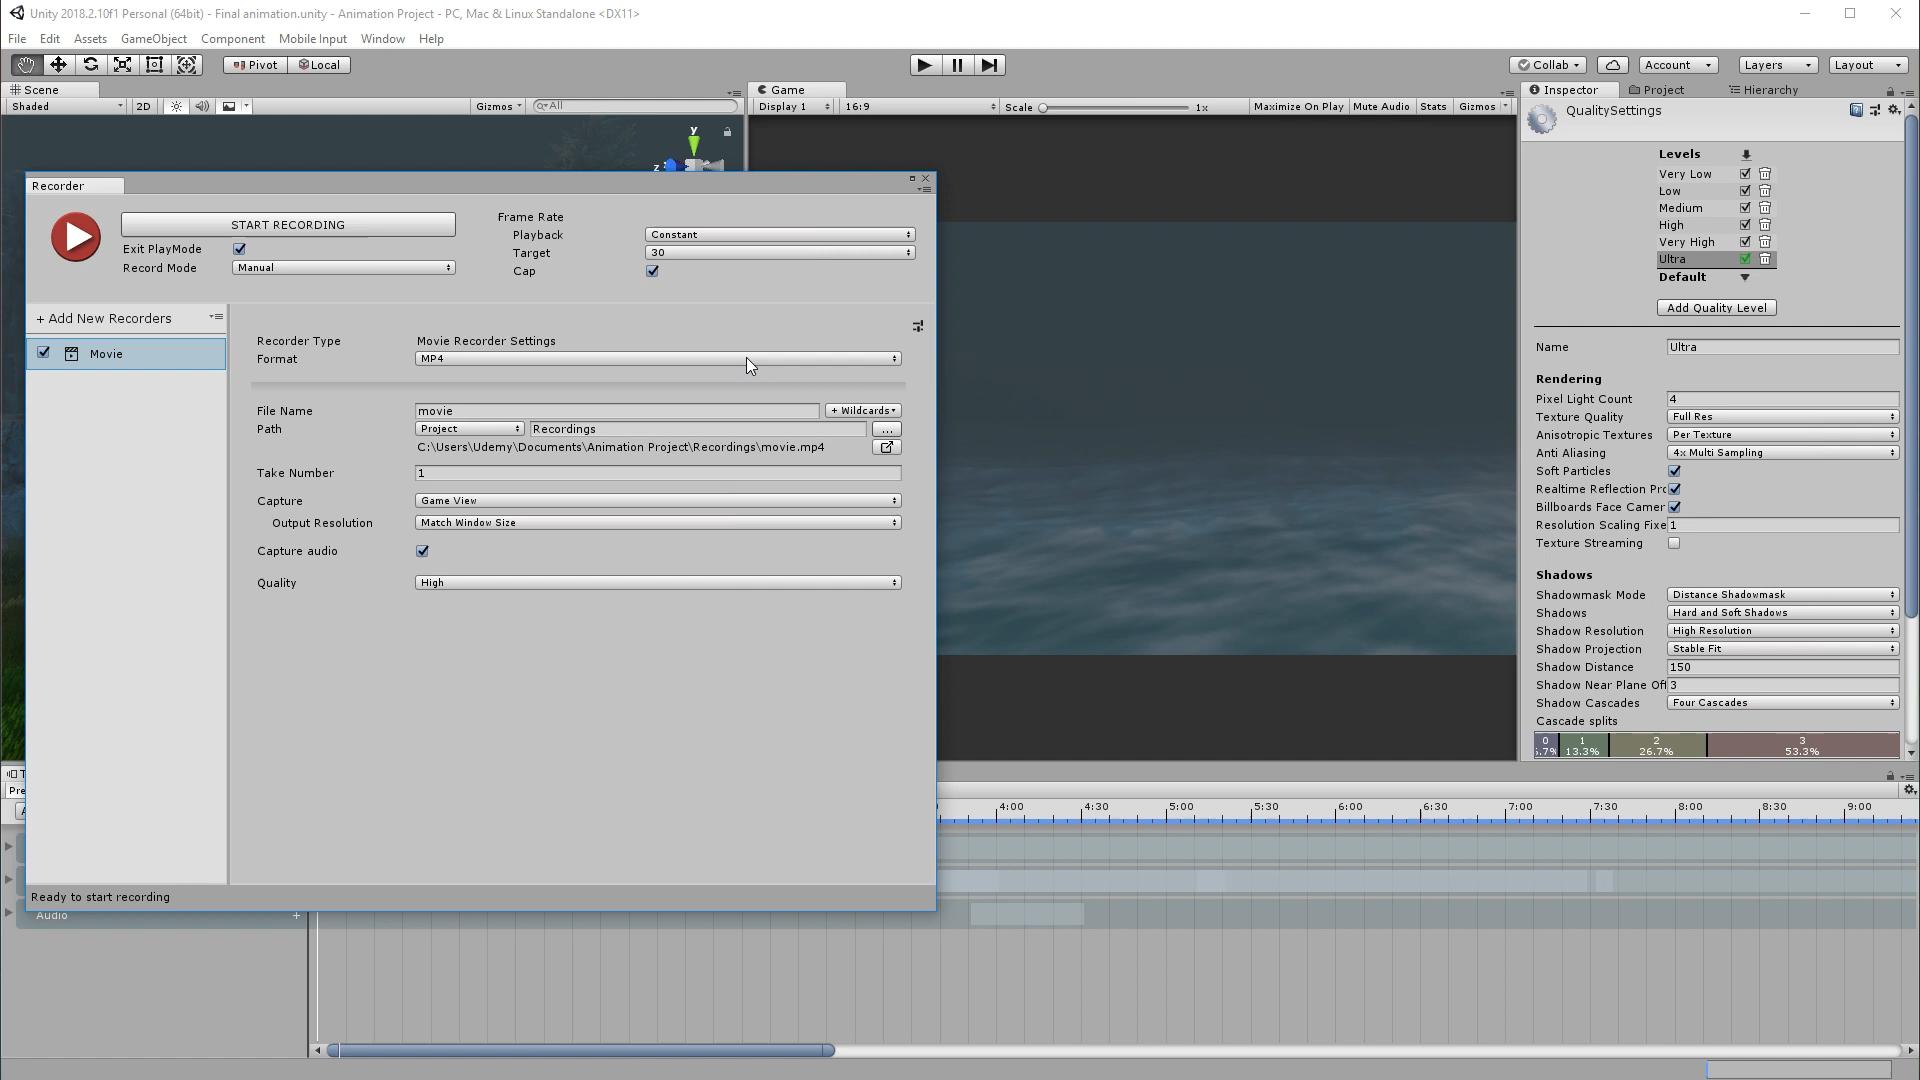 Unity 2018.2.10f1 Personal (64bit) - Final animation.unity - Animation Project - PC, Mac & Linux Standalone <DX11>
File Edit Assets GameObject Component Mobile Input Window Help
Pivot Local Collab Account Layers Layout
Scene
Shaded 2D Gizmos All
y
z
Game
Display 1 16:9 Scale 1x Maximize On Play Mute Audio Stats Gizmos
Recorder
START RECORDING
Exit PlayMode
Record Mode Manual
Frame Rate
Playback Constant
Target 30
Cap
+ Add New Recorders
Movie
Recorder Type Movie Recorder Settings
Format MP4
File Name movie + Wildcards
Path Project Recordings ...
C:\Users\Udemy\Documents\Animation Project\Recordings\movie.mp4
Take Number 1
Capture Game View
Output Resolution Match Window Size
Capture audio
Quality High
Ready to start recording
Inspector Project Hierarchy
QualitySettings
Levels
Very Low
Low
Medium
High
Very High
Ultra
Default
Add Quality Level
Name Ultra
Rendering
Pixel Light Count 4
Texture Quality Full Res
Anisotropic Textures Per Texture
Anti Aliasing 4x Multi Sampling
Soft Particles
Realtime Reflection Pro
Billboards Face Camer
Resolution Scaling Fixe 1
Texture Streaming
Shadows
Shadowmask Mode Distance Shadowmask
Shadows Hard and Soft Shadows
Shadow Resolution High Resolution
Shadow Projection Stable Fit
Shadow Distance 150
Shadow Near Plane Off 3
Shadow Cascades Four Cascades
Cascade splits
0 1 2 3
.7% 13.3% 26.7% 53.3%
Pre
4:00 4:30 5:00 5:30 6:00 6:30 7:00 7:30 8:00 8:30 9:00
Audio +